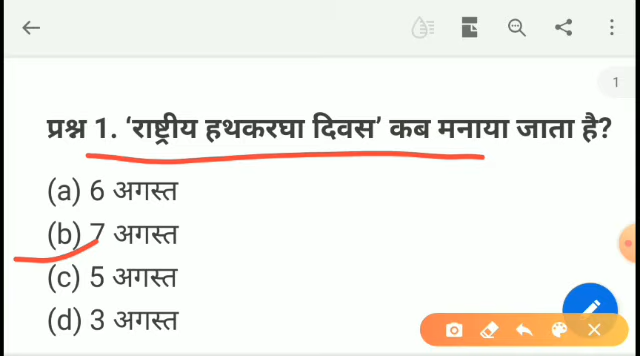 1
प्रश्न 1. ‘राष्ट्रीय हथकरघा दिवस’ कब मनाया जाता है?
(a) 6 अगस्त
(b) 7 अगस्त
(c) 5 अगस्त
(d) 3 अगस्त